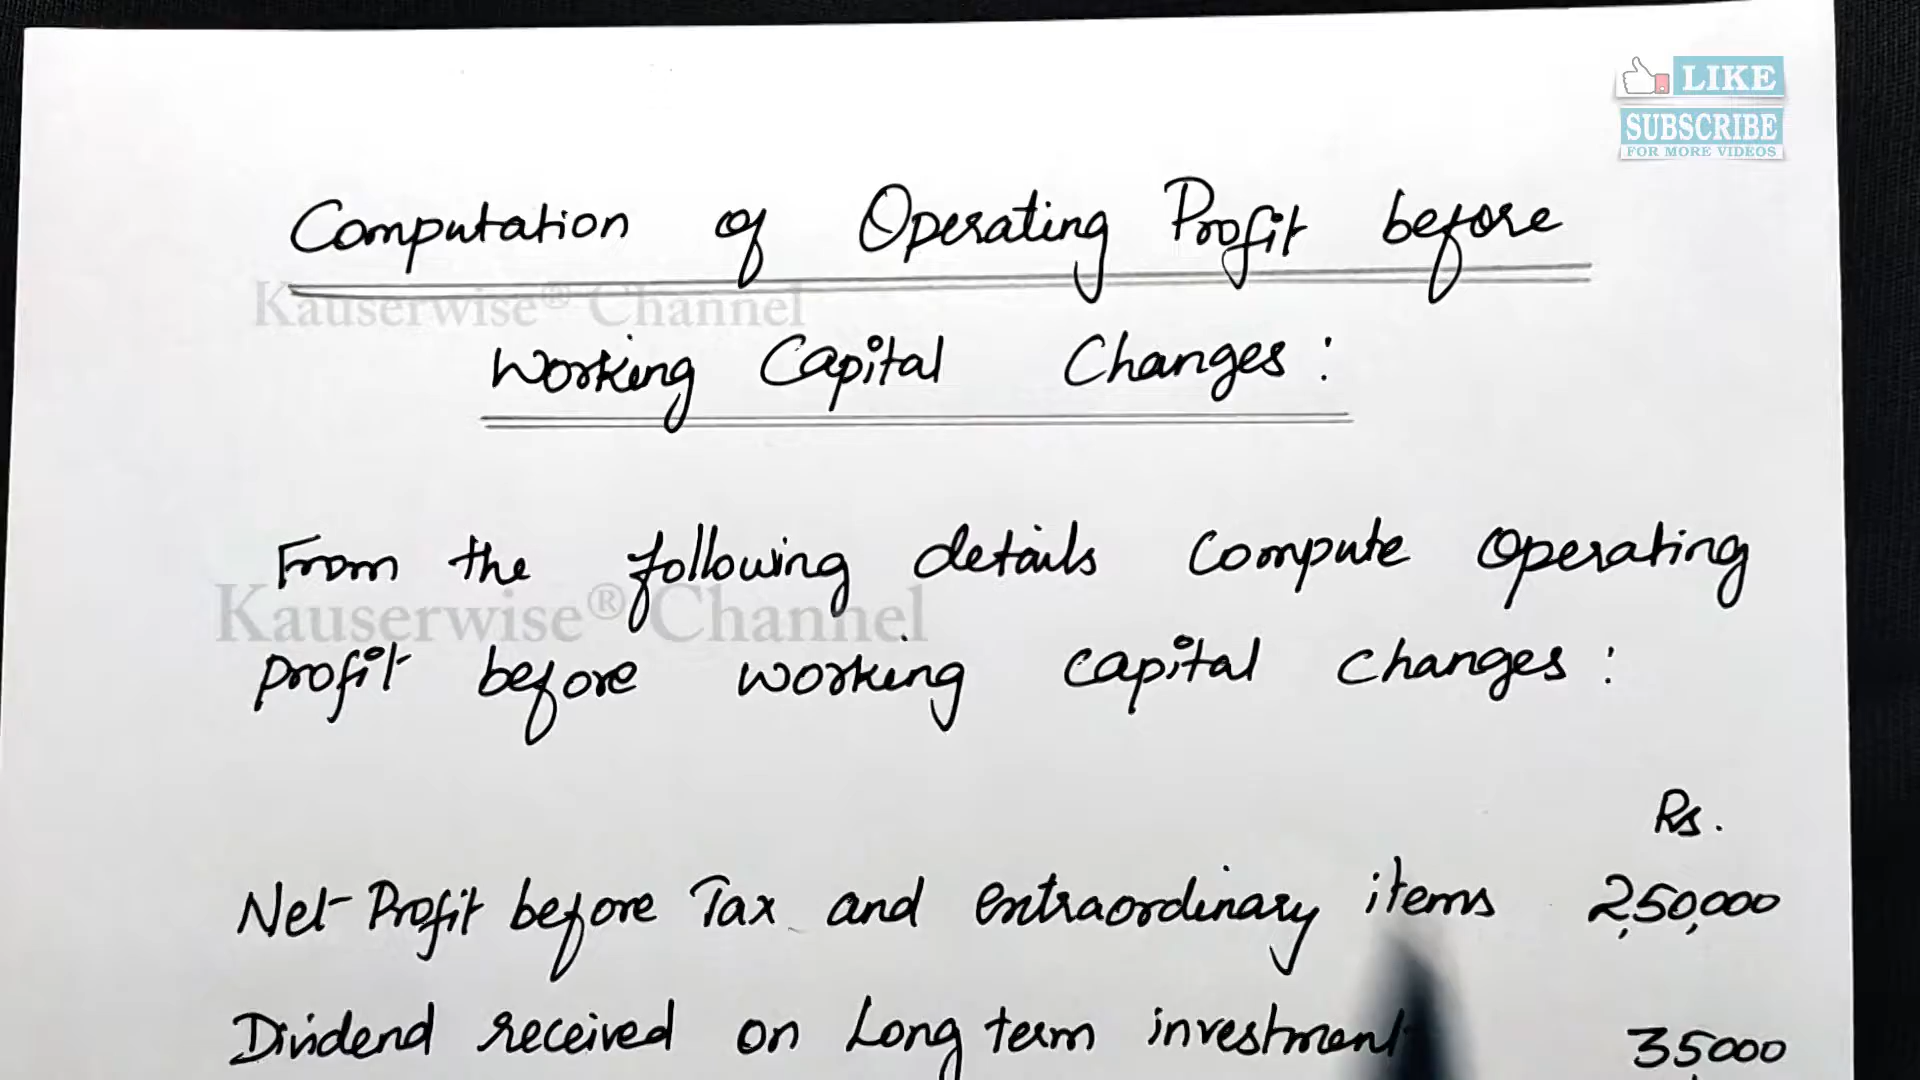 LIKE
SUBSCRIBE
FOR MORE VIDEOS
Computation of Operating Profit before
Kauserwise® Channel
Working Capital Changes:
From the following details compute operating
Kauserwise® Channel
profit before working capital changes:
Rs.
Net Profit before Tax and extraordinary items 2,50,000
Dividend received on Long term investment 35,000